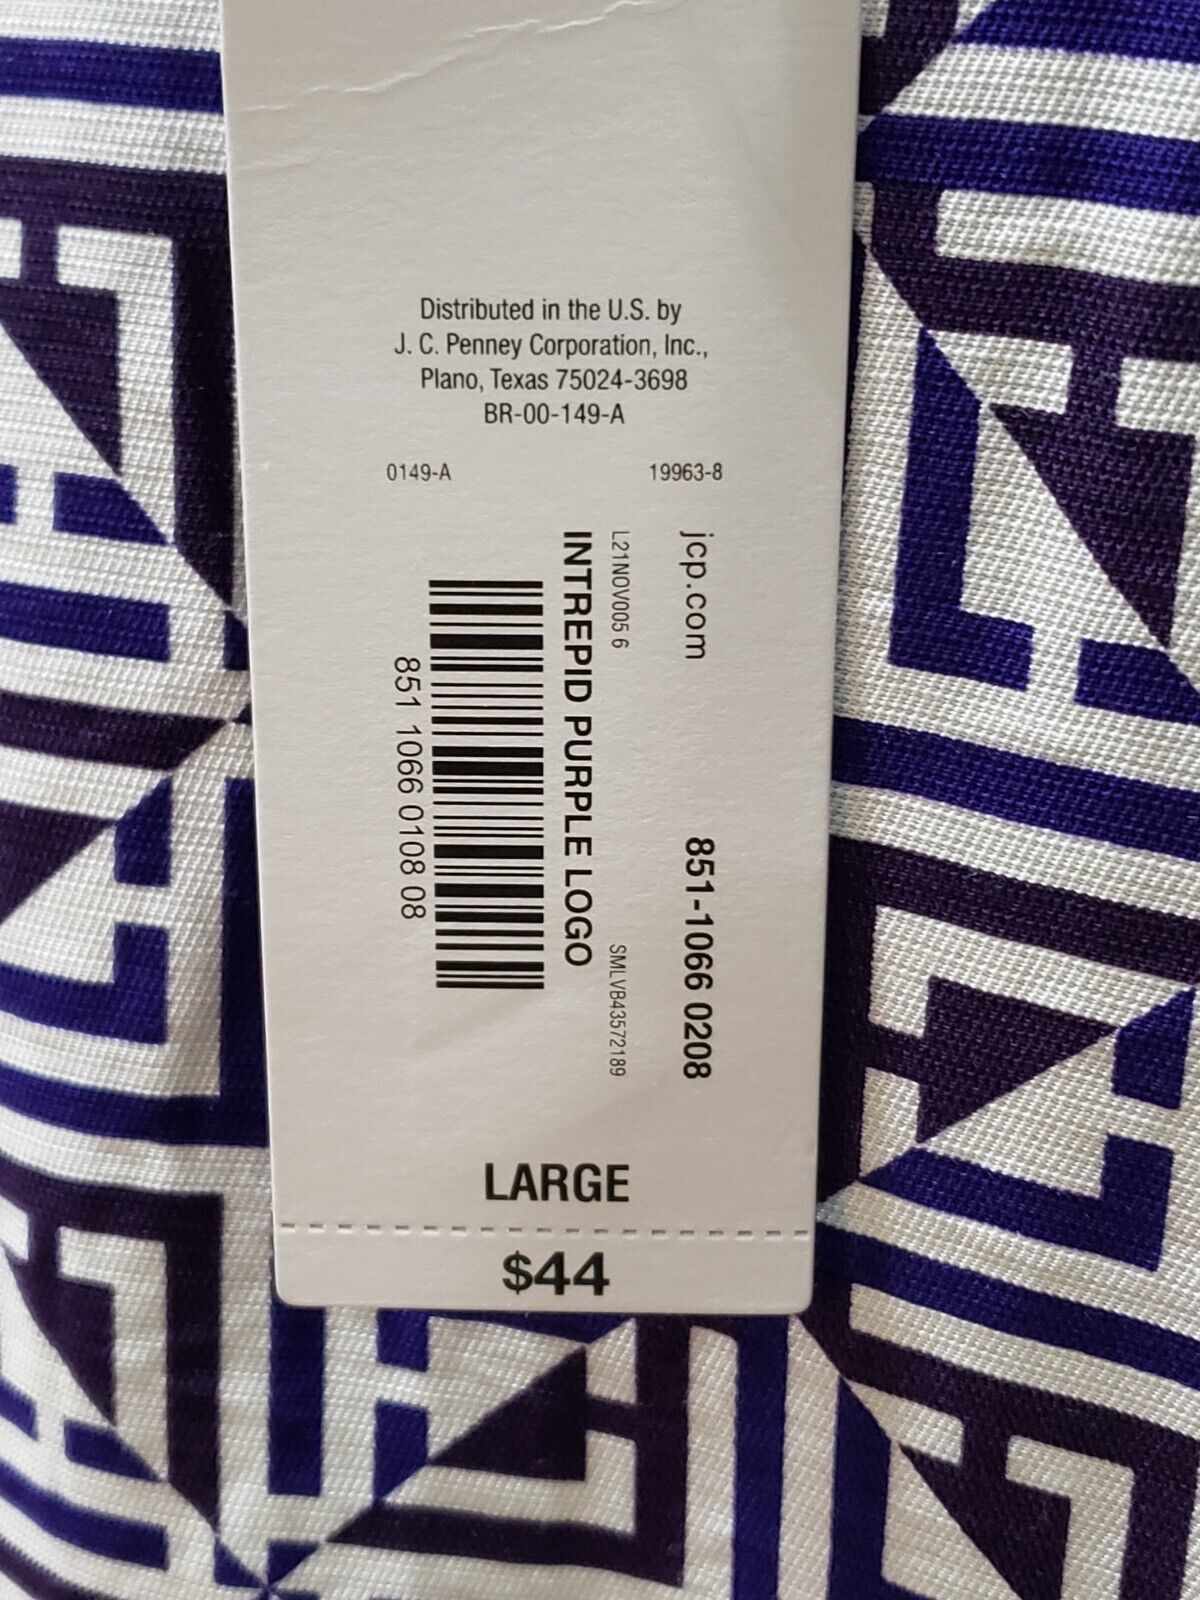 Distributed in the U.S. by
J. C. Penney Corporation, Inc.,
Plano, Texas 75024-3698
BR-00-149-A
0149-A 19963-8
jcp.com 851-1066 0208
L21NOV005 6 SMLVB43572189
INTREPID PURPLE LOGO
851 1066 0108 08
LARGE
$44